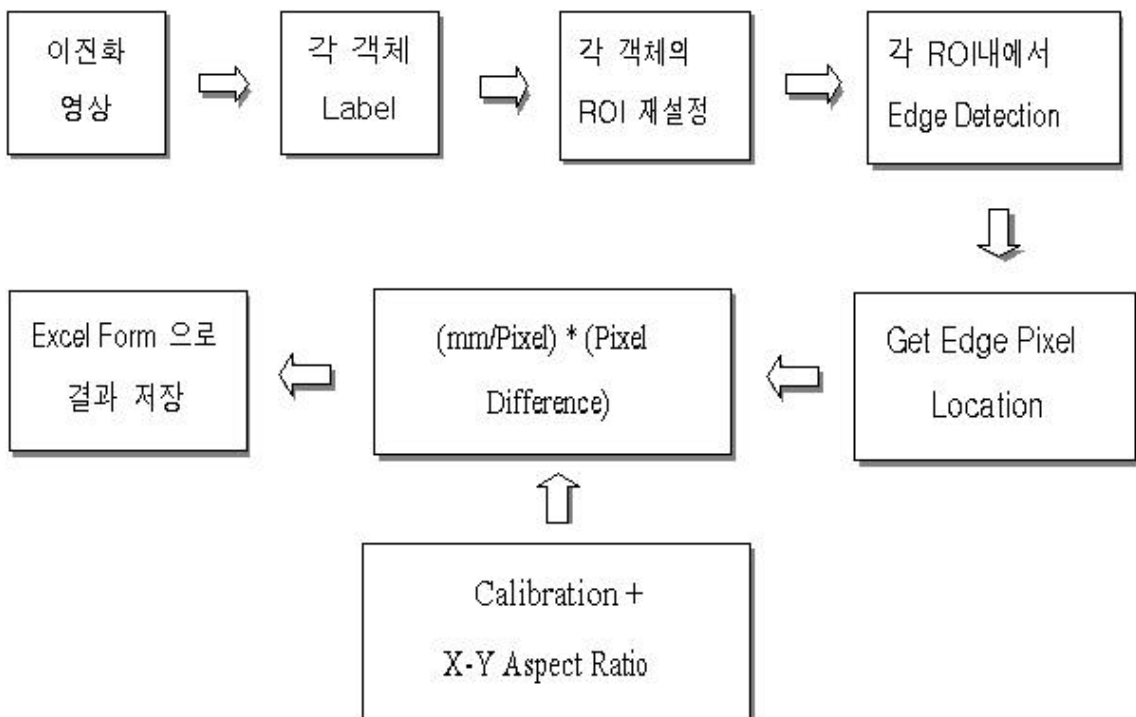 이진화
영상
각 객체
Label
각 객체의
ROI 재설정
각 ROI내에서
Edge Detection
Get Edge Pixel
Location
(mm/Pixel) * (Pixel
Difference)
Excel Form 으로
결과 저장
Calibration +
X-Y Aspect Ratio